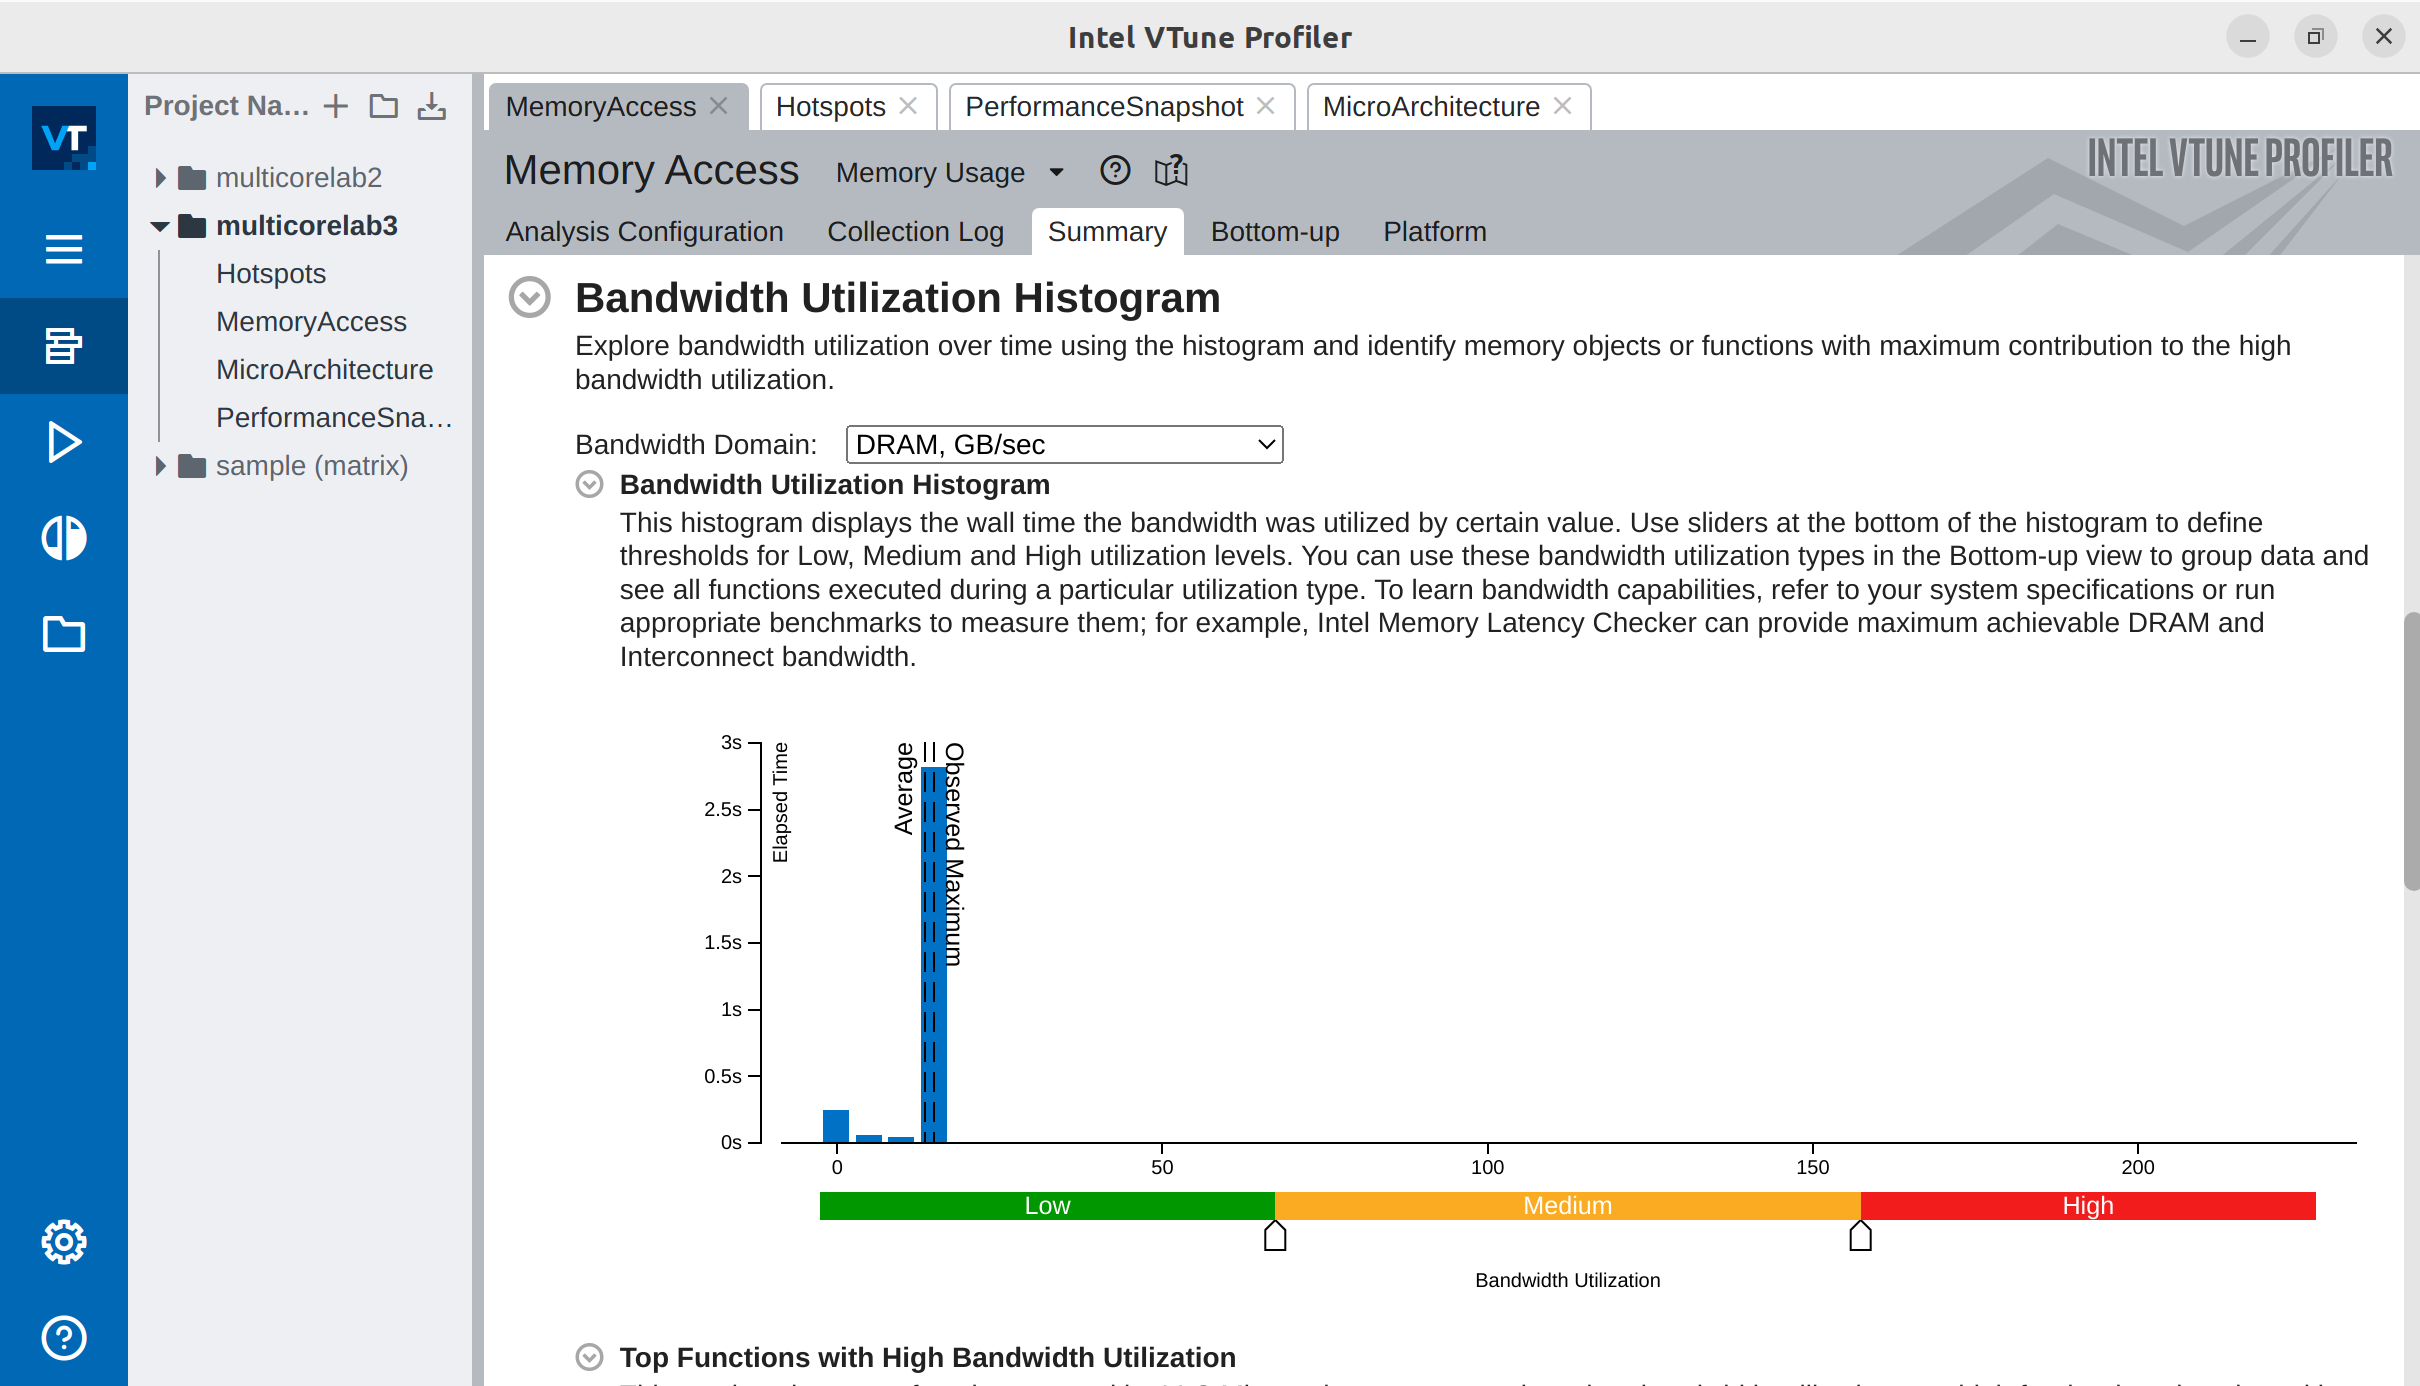 Intel VTune Profiler
VT
Project Na...
multicorelab2
multicorelab3
Hotspots
MemoryAccess
MicroArchitecture
PerformanceSna...
sample (matrix)
MemoryAccess
Hotspots
PerformanceSnapshot
MicroArchitecture
Memory Access
Memory Usage
INTEL VTUNE PROFILER
Analysis Configuration
Collection Log
Summary
Bottom-up
Platform
Bandwidth Utilization Histogram
Explore bandwidth utilization over time using the histogram and identify memory objects or functions with maximum contribution to the high
bandwidth utilization.
Bandwidth Domain:
DRAM, GB/sec
Bandwidth Utilization Histogram
This histogram displays the wall time the bandwidth was utilized by certain value. Use sliders at the bottom of the histogram to define
thresholds for Low, Medium and High utilization levels. You can use these bandwidth utilization types in the Bottom-up view to group data and
see all functions executed during a particular utilization type. To learn bandwidth capabilities, refer to your system specifications or run
appropriate benchmarks to measure them; for example, Intel Memory Latency Checker can provide maximum achievable DRAM and
Interconnect bandwidth.
3s
2.5s
2s
1.5s
1s
0.5s
0s
Elapsed Time
Average
Observed Maximum
0
50
100
150
200
Low
Medium
High
Bandwidth Utilization
Top Functions with High Bandwidth Utilization